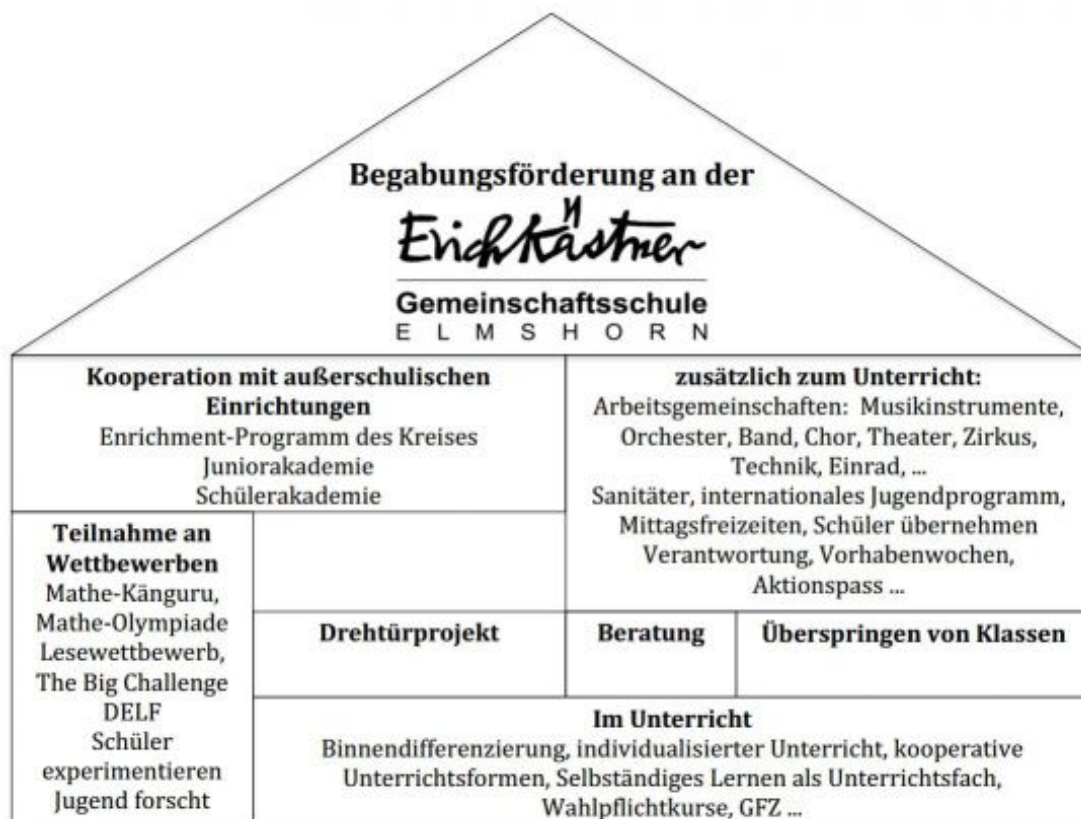 Begabungsförderung an der
Erich Kästner
Gemeinschaftsschule
ELMSHORN
Kooperation mit außerschulischen
Einrichtungen
Enrichment-Programm des Kreises
Juniorakademie
Schülerakademie
zusätzlich zum Unterricht:
Arbeitsgemeinschaften: Musikinstrumente,
Orchester, Band, Chor, Theater, Zirkus,
Technik, Einrad, ...
Sanitäter, internationales Jugendprogramm,
Mittagsfreizeiten, Schüler übernehmen
Verantwortung, Vorhabenwochen,
Aktionspass ...
Teilnahme an
Wettbewerben
Mathe-Känguru,
Mathe-Olympiade
Lesewettbewerb,
The Big Challenge
DELF
Schüler
experimentieren
Jugend forscht
Drehtürprojekt
Beratung
Überspringen von Klassen
Im Unterricht
Binnendifferenzierung, individualisierter Unterricht, kooperative
Unterrichtsformen, Selbständiges Lernen als Unterrichtsfach,
Wahlpflichtkurse, GFZ ...